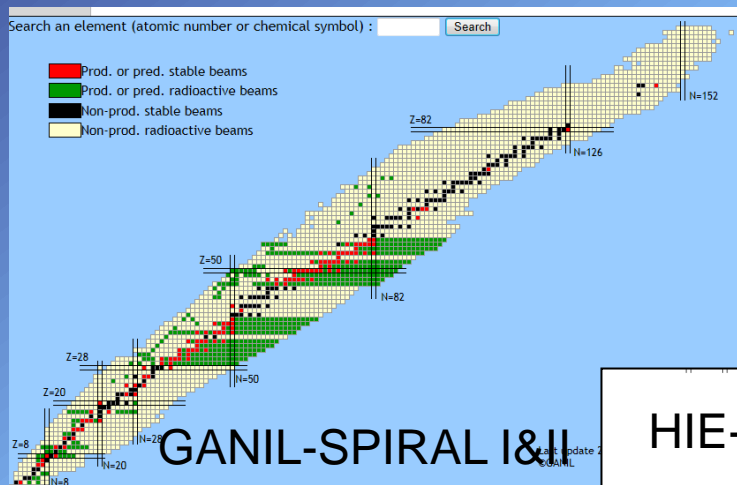 Search an element (atomic number or chemical symbol) : Search
Prod. or pred. stable beams
Prod. or pred. radioactive beams
Non-prod. stable beams
Non-prod. radioactive beams
N=152
Z=82
N=126
Z=50
N=82
Z=28
N=50
Z=20
N=28
Z=8
N=20
N=8
GANIL-SPIRAL I&II
update 2
©GANIL
HIE-